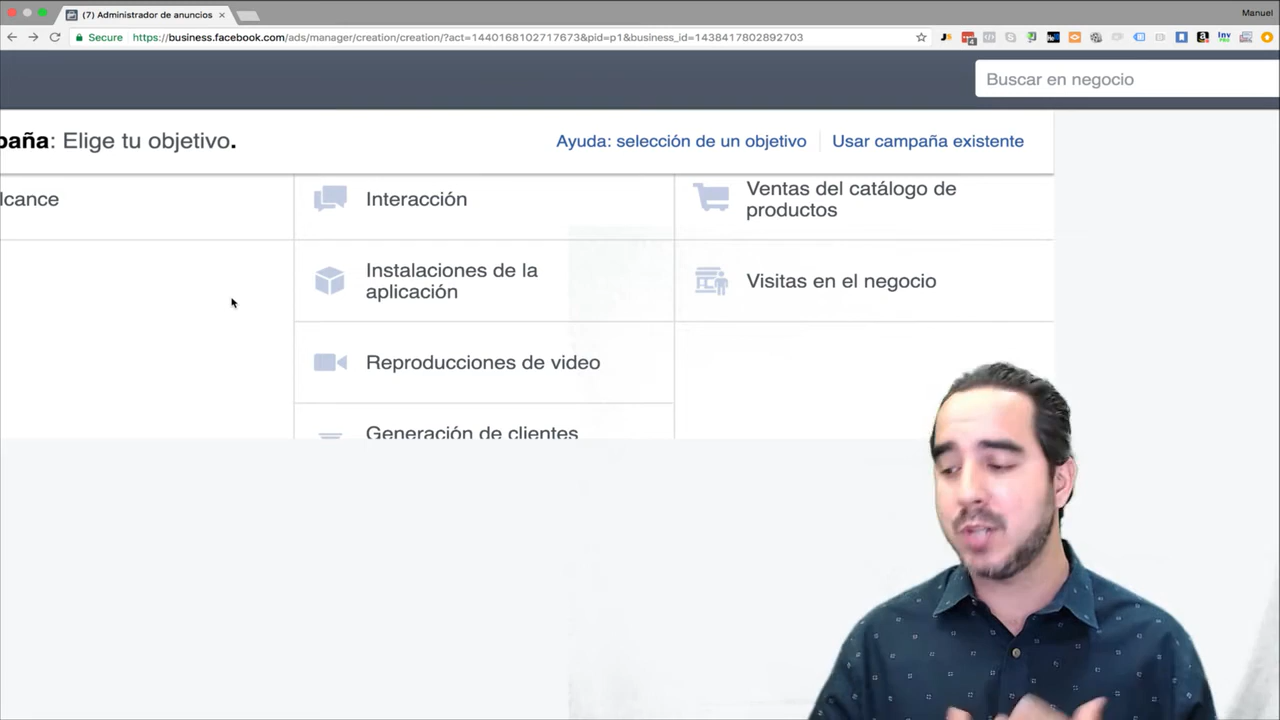 (7) Administrador de anuncios
Manuel
Secure
https://business.facebook.com/ads/manager/creation/creation/?act=1440168102717673&pid=p1&business_id=1438417802892703
Buscar en negocio
paña: Elige tu objetivo.
Ayuda: selección de un objetivo
Usar campaña existente
lcance
Interacción
Ventas del catálogo de
productos
Instalaciones de la
aplicación
Visitas en el negocio
Reproducciones de video
Generación de clientes